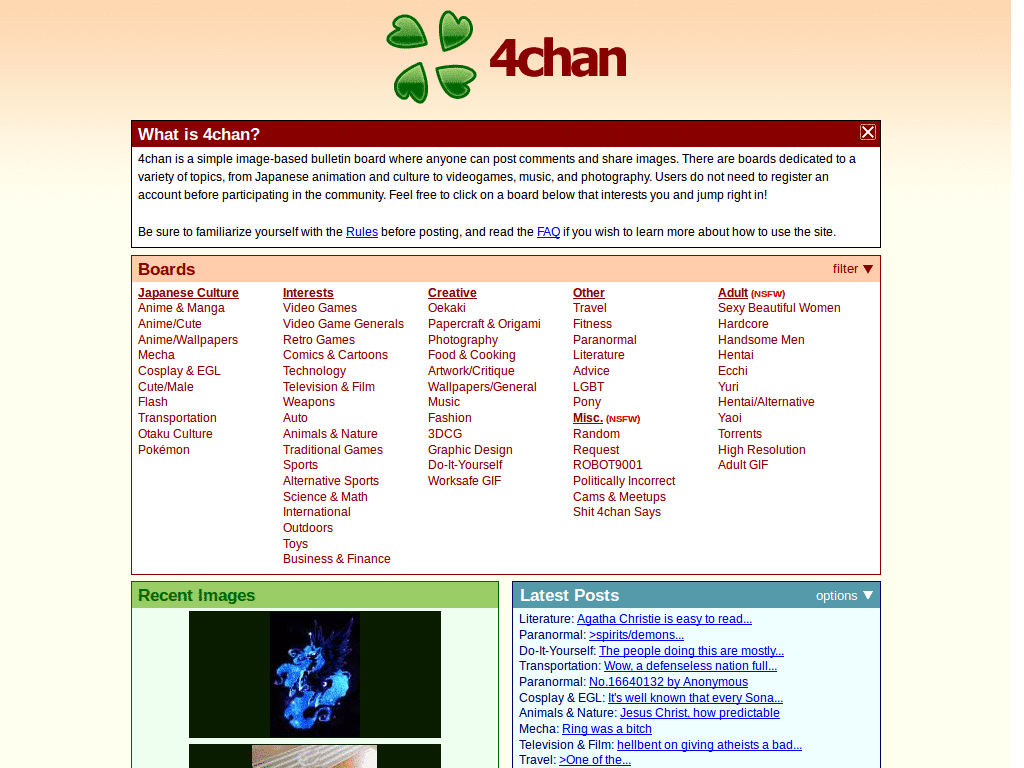 4chan
What is 4chan?
4chan is a simple image-based bulletin board where anyone can post comments and share images. There are boards dedicated to a
variety of topics, from Japanese animation and culture to videogames, music, and photography. Users do not need to register an
account before participating in the community. Feel free to click on a board below that interests you and jump right in!
Be sure to familiarize yourself with the Rules before posting, and read the FAQ if you wish to learn more about how to use the site.
Boards
filter ▼
Japanese Culture
Anime & Manga
Anime/Cute
Anime/Wallpapers
Mecha
Cosplay & EGL
Cute/Male
Flash
Transportation
Otaku Culture
Pokémon
Interests
Video Games
Video Game Generals
Retro Games
Comics & Cartoons
Technology
Television & Film
Weapons
Auto
Animals & Nature
Traditional Games
Sports
Alternative Sports
Science & Math
International
Outdoors
Toys
Business & Finance
Creative
Oekaki
Papercraft & Origami
Photography
Food & Cooking
Artwork/Critique
Wallpapers/General
Music
Fashion
3DCG
Graphic Design
Do-It-Yourself
Worksafe GIF
Other
Travel
Fitness
Paranormal
Literature
Advice
LGBT
Pony
Misc. (NSFW)
Random
Request
ROBOT9001
Politically Incorrect
Cams & Meetups
Shit 4chan Says
Adult (NSFW)
Sexy Beautiful Women
Hardcore
Handsome Men
Hentai
Ecchi
Yuri
Hentai/Alternative
Yaoi
Torrents
High Resolution
Adult GIF
Recent Images
Latest Posts
options ▼
Literature: Agatha Christie is easy to read...
Paranormal: >spirits/demons...
Do-It-Yourself: The people doing this are mostly...
Transportation: Wow, a defenseless nation full...
Paranormal: No.16640132 by Anonymous
Cosplay & EGL: It's well known that every Sona...
Animals & Nature: Jesus Christ, how predictable
Mecha: Ring was a bitch
Television & Film: hellbent on giving atheists a bad...
Travel: >One of the...